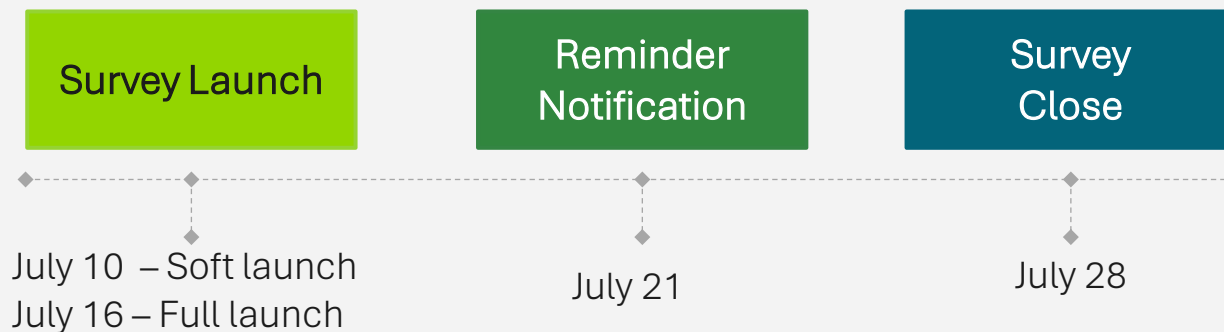 Survey Launch
Reminder
Notification
Survey
Close
July 10 – Soft launch
July 16 – Full launch
July 21
July 28